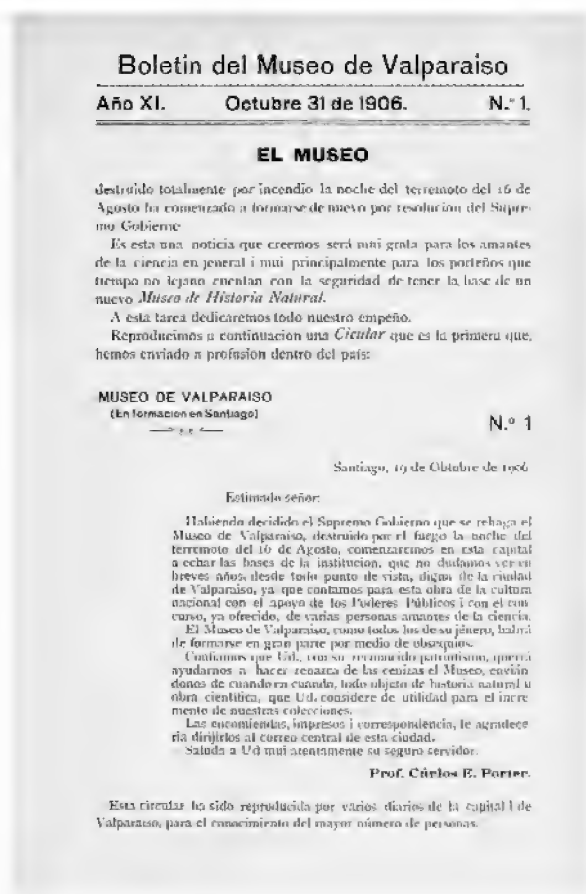 Boletin del Museo de Valparaiso
Año XI. Octubre 31 de 1906. N.º 1.
EL MUSEO
destruido totalmente por incendio la noche del terremoto del 16 de
Agosto ha comenzado a formarse de nuevo por resolucion del Supre-
mo Gobierno
Es esta una noticia que creemos será mui grata para los amantes
de la ciencia en jeneral i mui principalmente para los porteños que
tiempo no lejano cuentan con la seguridad de tener la base de un
nuevo Museo de Historia Natural.
A esta tarea dedicaremos todo nuestro empeño.
Reproducimos a continuacion una Cicular que es la primera que,
hemos enviado a profusion dentro del país:
MUSEO DE VALPARAISO
(En formacion en Santiago)
N.º 1
Santiago, 19 de Obtubre de 1906
Estimado señor:
Habiendo decidido el Supremo Gobierno que se rehaga el
Museo de Valparaiso, destruido por el fuego la noche del
terremoto del 16 de Agosto, comenzaremos en esta capital
a echar las bases de la institucion, que no dudamos ver en
breves años, desde todo punto de vista, digna de la ciudad
de Valparaiso, ya que contamos para esta obra de la cultura
nacional con el apoyo de los Poderes Públicos i con el con
curso, ya ofrecido, de varias personas amantes de la ciencia.
El Museo de Valparaiso, como todos los de su jénero, habrá
de formarse en gran parte por medio de obsequios.
Confiamos que Ud., con su reconocido patriotismo, querrá
ayudarnos a hacer renazca de las cenizas el Museo, envián
donos de cuando en cuando, todo objeto de historia natural u
obra científica, que Ud. considere de utilidad para el incre
mento de nuestras colecciones.
Las encomiendas, impresos i correspondencia, le agradece
ria dirijirlos al correo central de esta ciudad.
Saluda a Ud mui atentamente su seguro servidor.
Prof. Cárlos E. Porter.
Esta circular ha sido reproducida por varios diarios de la capital i de
Valparaiso, para el conocimiento del mayor número de personas.